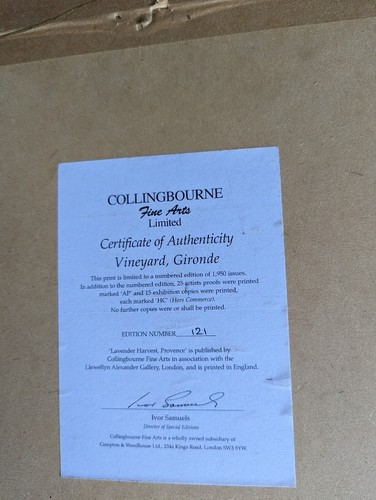 COLLINGBOURNE
Fine Arts
Limited
Certificate of Authenticity
Vineyard, Gironde
This print is limited to a numbered edition of 1,950 issues.
In addition to the numbered edition, 25 artists proofs were printed
marked 'AP' and 15 exhibition copies were printed,
each marked 'HC' (Hors Commerce).
No further copies were or shall be printed.
EDITION NUMBER 121
'Lavender Harvest, Provence' is published by
Collingbourne Fine Arts in association with the
Llewellyn Alexander Gallery, London, and is printed in England.
Ivor Samuels
Ivor Samuels
Director of Special Editions
Collingbourne Fine Art is a wholly owned subsidiary of
Compton & Woodhouse Ltd., 234a Kings Road, London SW3 5YW.